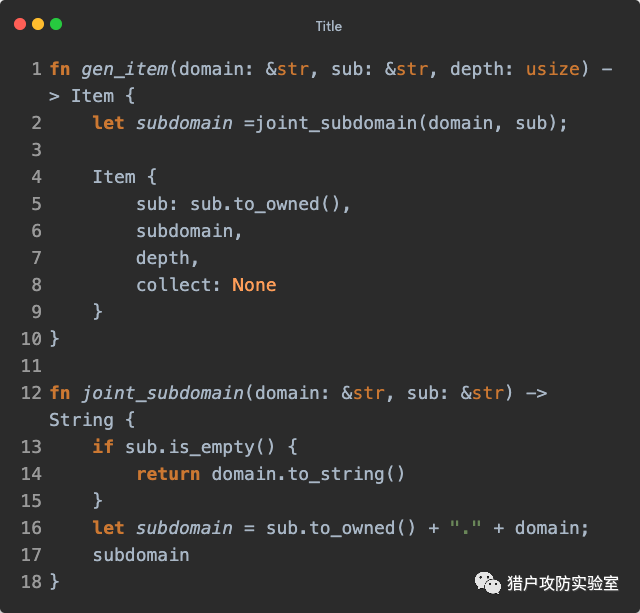 Title
1 fn gen_item(domain: &str, sub: &str, depth: usize) -
> Item {
2     let subdomain =joint_subdomain(domain, sub);
3
4     Item {
5         sub: sub.to_owned(),
6         subdomain,
7         depth,
8         collect: None
9     }
10 }
11
12 fn joint_subdomain(domain: &str, sub: &str) ->
String {
13     if sub.is_empty() {
14         return domain.to_string()
15     }
16     let subdomain = sub.to_owned() + "." + domain;
17     subdomain
18 }
猎户攻防实验室